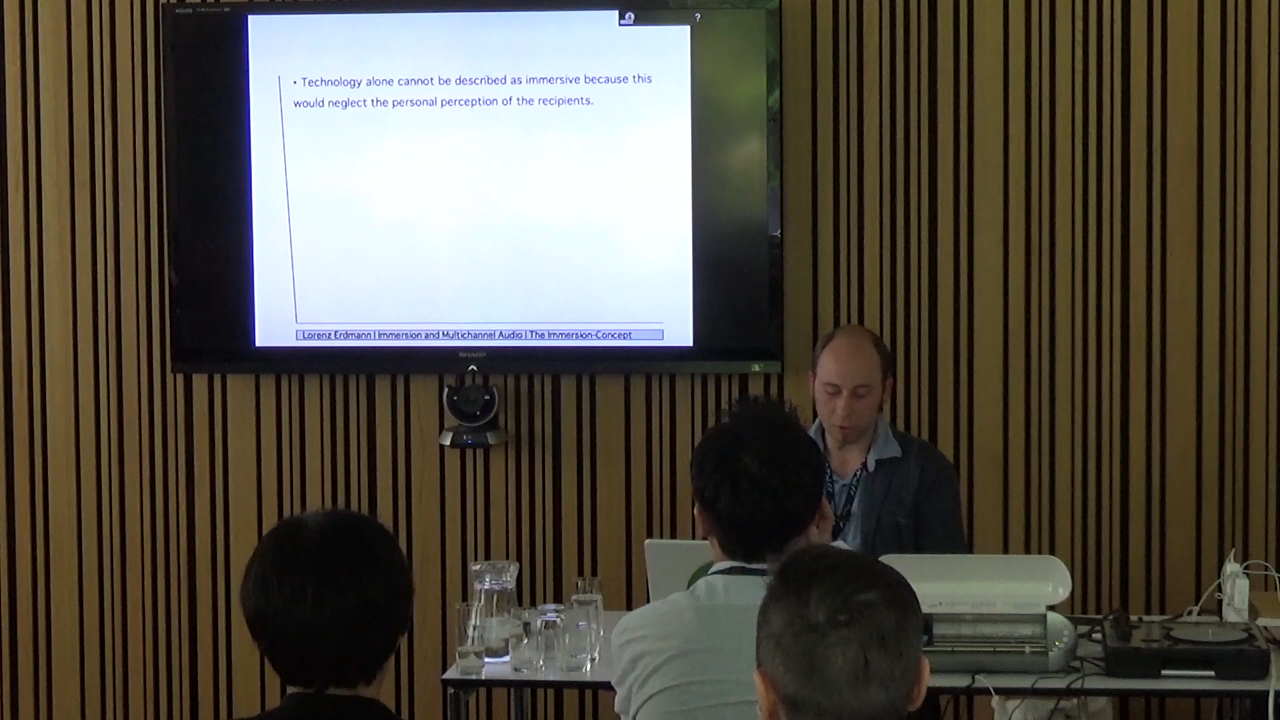 ?
• Technology alone cannot be described as immersive because this
would neglect the personal perception of the recipients.
Lorenz Erdmann | Immersion and Multichannel Audio | The Immersion-Concept
SHARP